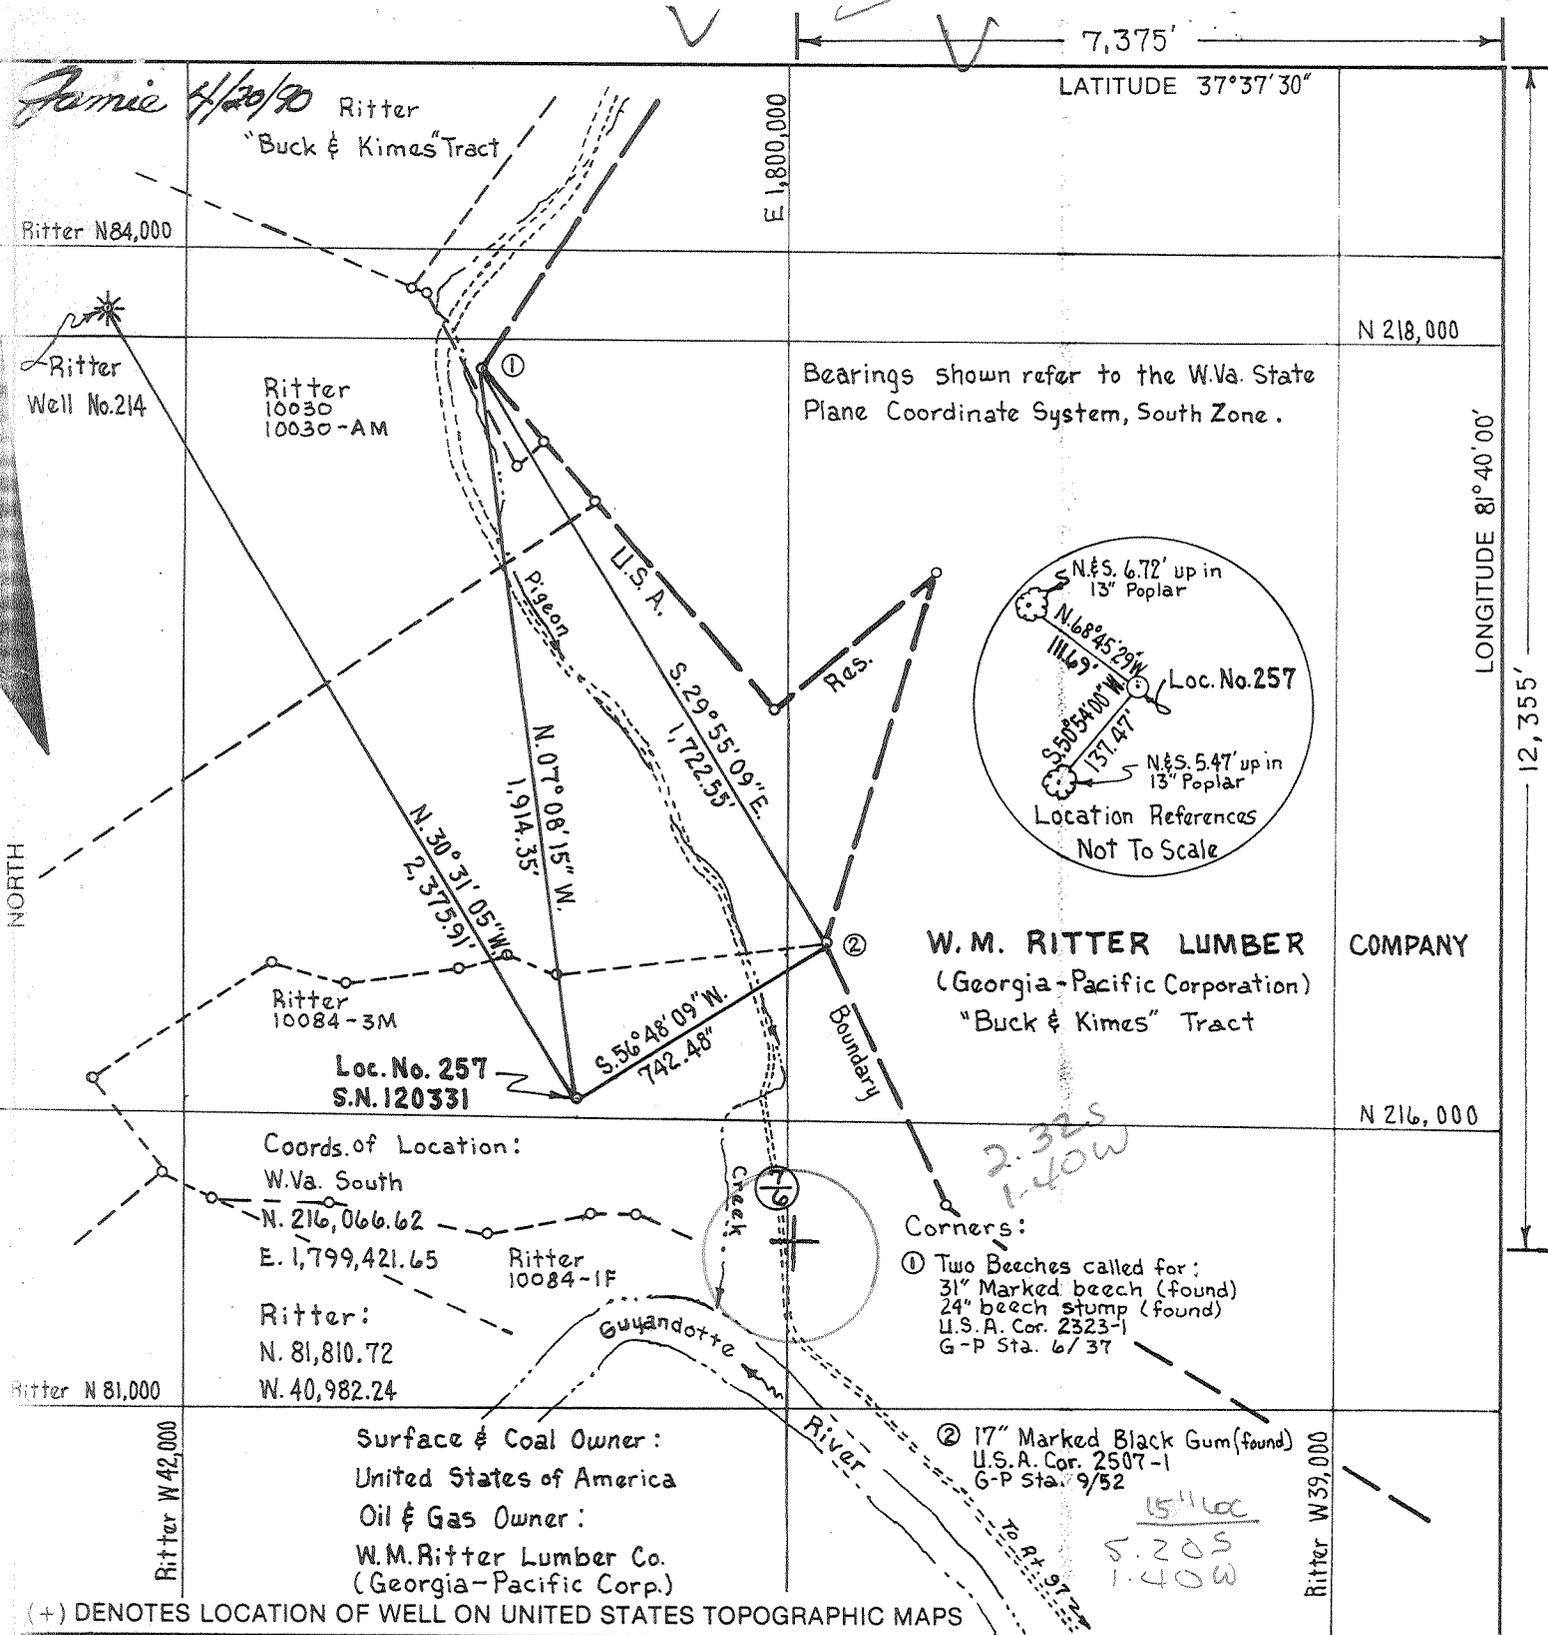 7,375'
LATITUDE 37°37'30"
Jamie 4/20/90
Ritter
"Buck & Kimes" Tract
E 1,800,000
Ritter N84,000
N 218,000
Ritter
Well No.214
Ritter
10030
10030-AM
①
Bearings shown refer to the W.Va. State
Plane Coordinate System, South Zone.
LONGITUDE 81°40'00"
12,355'
U.S.A.
Pigeon
Res.
N.&S. 6.72' up in
13" Poplar
N.68°45'29"W.
111.69'
Loc. No.257
S.50°54'00"W.
137.47'
N.&S. 5.47' up in
13" Poplar
Location References
Not To Scale
S.29°55'09"E.
1,722.55'
N.07°08'15"W.
1,914.35'
N.30°31'05"W.
2,375.91'
NORTH
②
W.M. RITTER LUMBER COMPANY
(Georgia-Pacific Corporation)
"Buck & Kimes" Tract
Ritter
10084-3M
S.56°48'09"W.
742.48"
Boundary
Loc. No. 257
S.N. 120331
N 216,000
2.32S
1.40W
Coords. of Location:
W.Va. South
N. 216,066.62
E. 1,799,421.65
Ritter
10084-1F
Creek
7/6
Ritter:
N. 81,810.72
W. 40,982.24
Corners:
① Two Beeches called for:
31" Marked beech (found)
24" beech stump (found)
U.S.A. Cor. 2323-1
G-P Sta. 6/37
Guyandotte
River
Ritter N 81,000
Ritter W42,000
Surface & Coal Owner:
United States of America
Oil & Gas Owner:
W.M.Ritter Lumber Co.
(Georgia-Pacific Corp.)
② 17" Marked Black Gum (found)
U.S.A. Cor. 2507-1
G-P Sta. 9/52
15" LOC
5.20S
1.40W
To Rt. 97
Ritter W39,000
(+) DENOTES LOCATION OF WELL ON UNITED STATES TOPOGRAPHIC MAPS